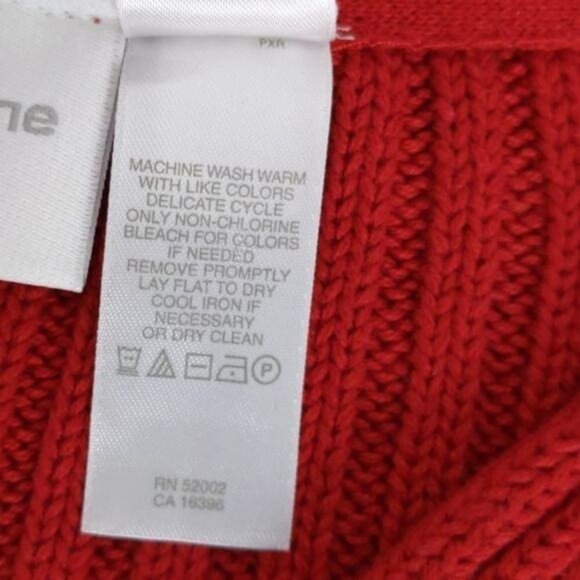 PXR
ne
MACHINE WASH WARM
WITH LIKE COLORS
DELICATE CYCLE
ONLY NON-CHLORINE
BLEACH FOR COLORS
IF NEEDED
REMOVE PROMPTLY
LAY FLAT TO DRY
COOL IRON IF
NECESSARY
OR DRY CLEAN
P
RN 52002
CA 16396